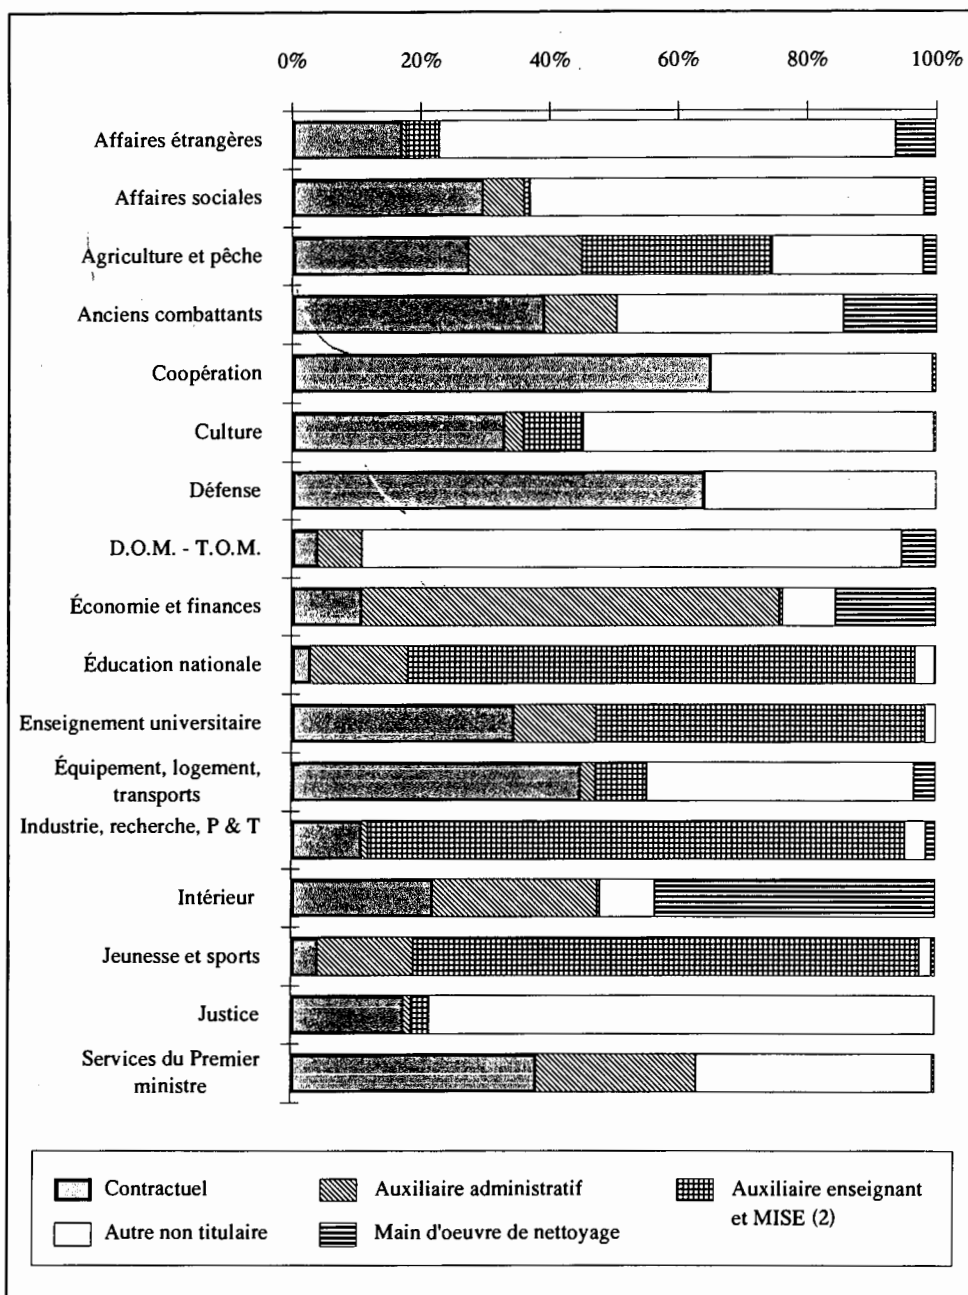 0% 20% 40% 60% 80% 100%
Affaires étrangères
Affaires sociales
Agriculture et pêche
Anciens combattants
Coopération
Culture
Défense
D.O.M. - T.O.M.
Économie et finances
Éducation nationale
Enseignement universitaire
Équipement, logement,
transports
Industrie, recherche, P & T
Intérieur
Jeunesse et sports
Justice
Services du Premier
ministre
Contractuel
Auxiliaire administratif
Auxiliaire enseignant
et MISE (2)
Autre non titulaire
Main d'oeuvre de nettoyage